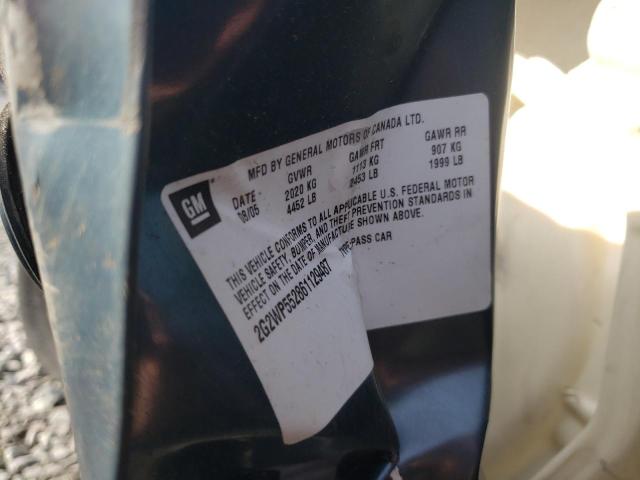 GM
MFD BY GENERAL MOTORS OF CANADA LTD.
DATE GVWR GAWR FRT GAWR RR
08/05 2020 KG 1113 KG 907 KG
4452 LB 2453 LB 1999 LB
THIS VEHICLE CONFORMS TO ALL APPLICABLE U.S. FEDERAL MOTOR
VEHICLE SAFETY, BUMPER, AND THEFT PREVENTION STANDARDS IN
EFFECT ON THE DATE OF MANUFACTURE SHOWN ABOVE.
2G2WP552861129467 TYPE-PASS CAR